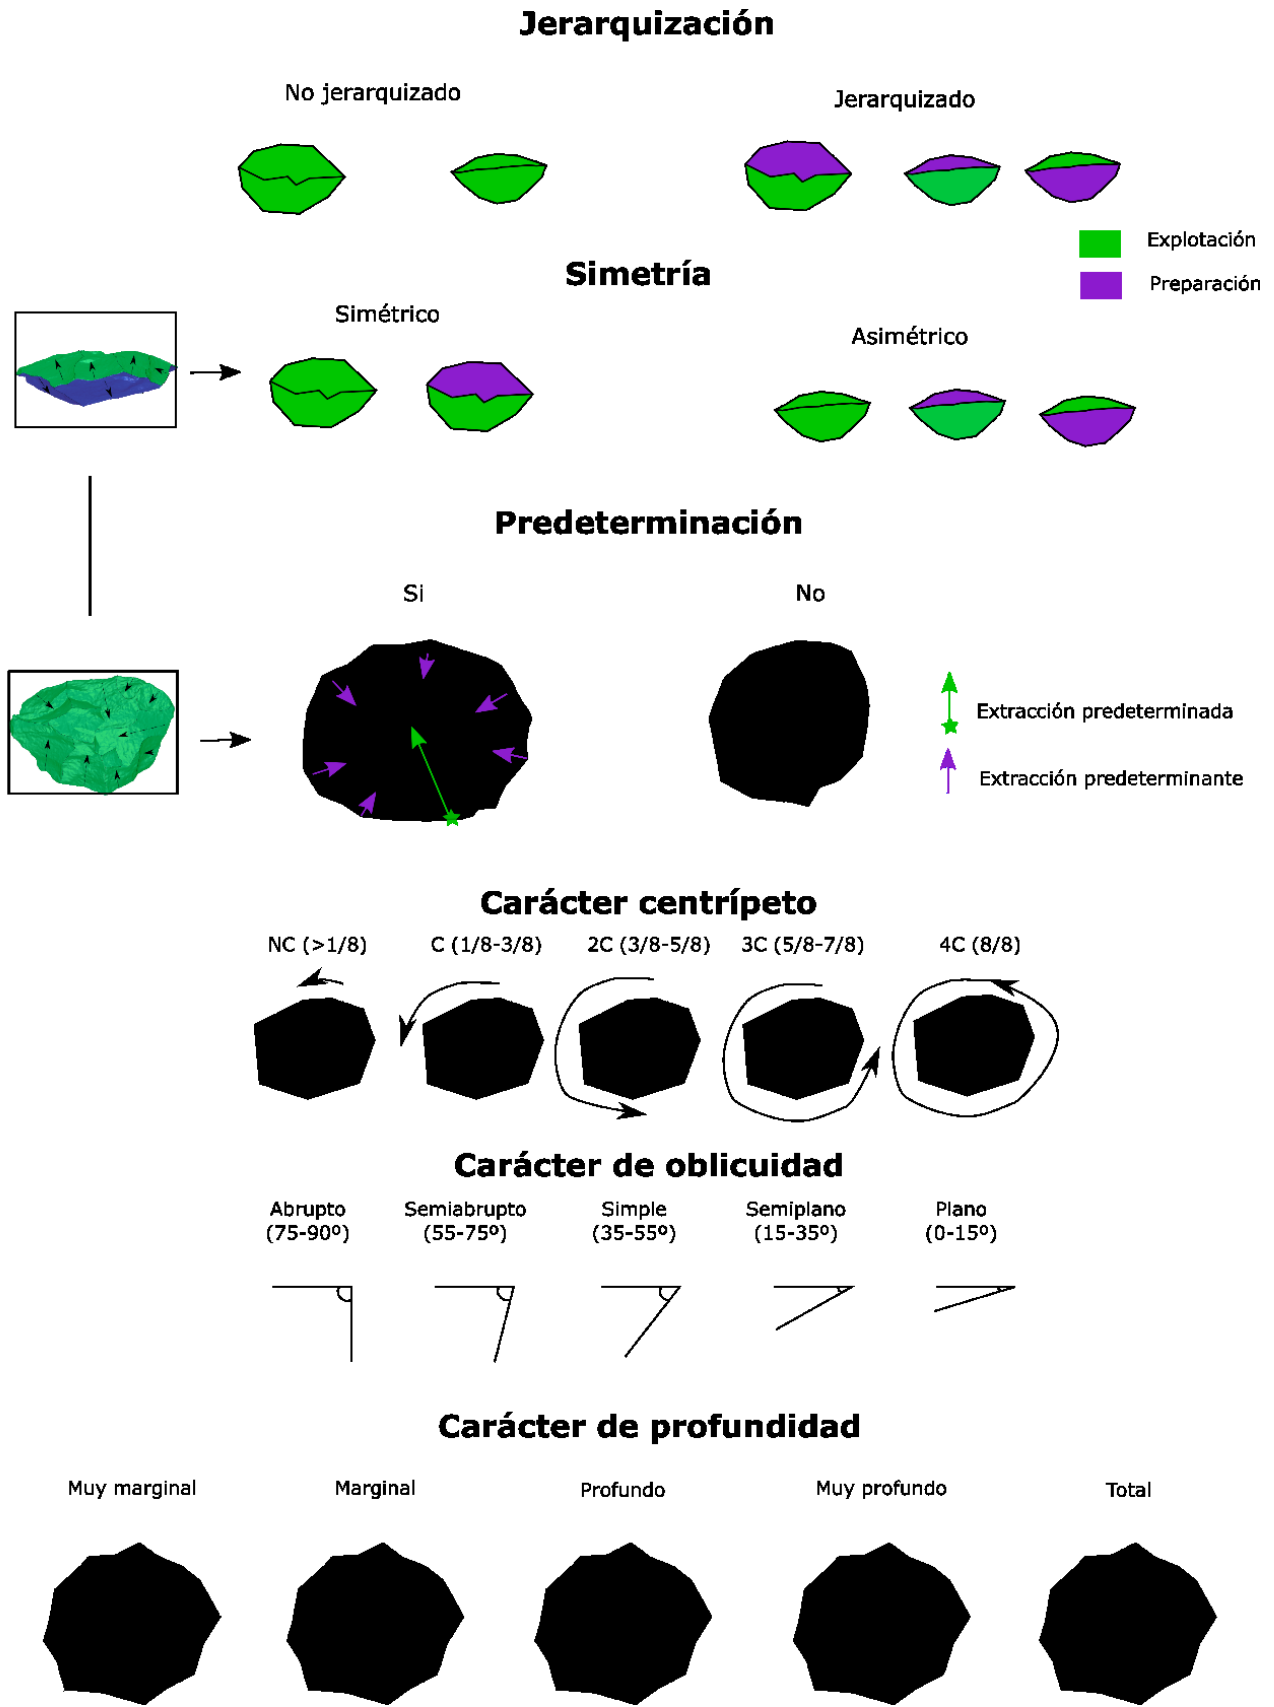 Jerarquización
No jerarquizado
Jerarquizado
Explotación
Preparación
Simetría
Simétrico
Asimétrico
Predeterminación
Si
No
Extracción predeterminada
Extracción predeterminante
Carácter centrípeto
NC (>1/8)
C (1/8-3/8)
2C (3/8-5/8)
3C (5/8-7/8)
4C (8/8)
Carácter de oblicuidad
Abrupto
(75-90º)
Semiabrupto
(55-75º)
Simple
(35-55º)
Semiplano
(15-35º)
Plano
(0-15º)
Carácter de profundidad
Muy marginal
Marginal
Profundo
Muy profundo
Total